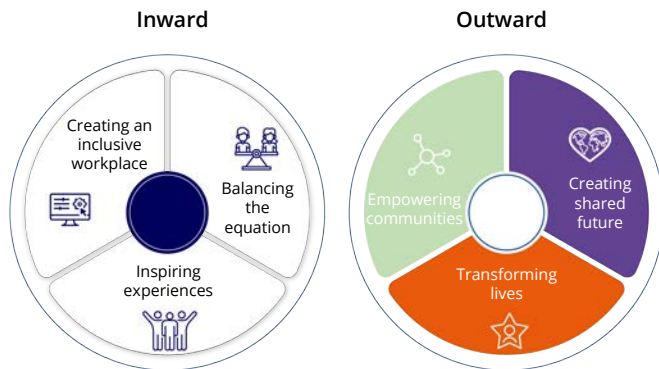 Inward
Outward
Creating an
inclusive
workplace
Balancing
the
equation
Inspiring
experiences
Empowering
communities
Creating
shared
future
Transforming
lives